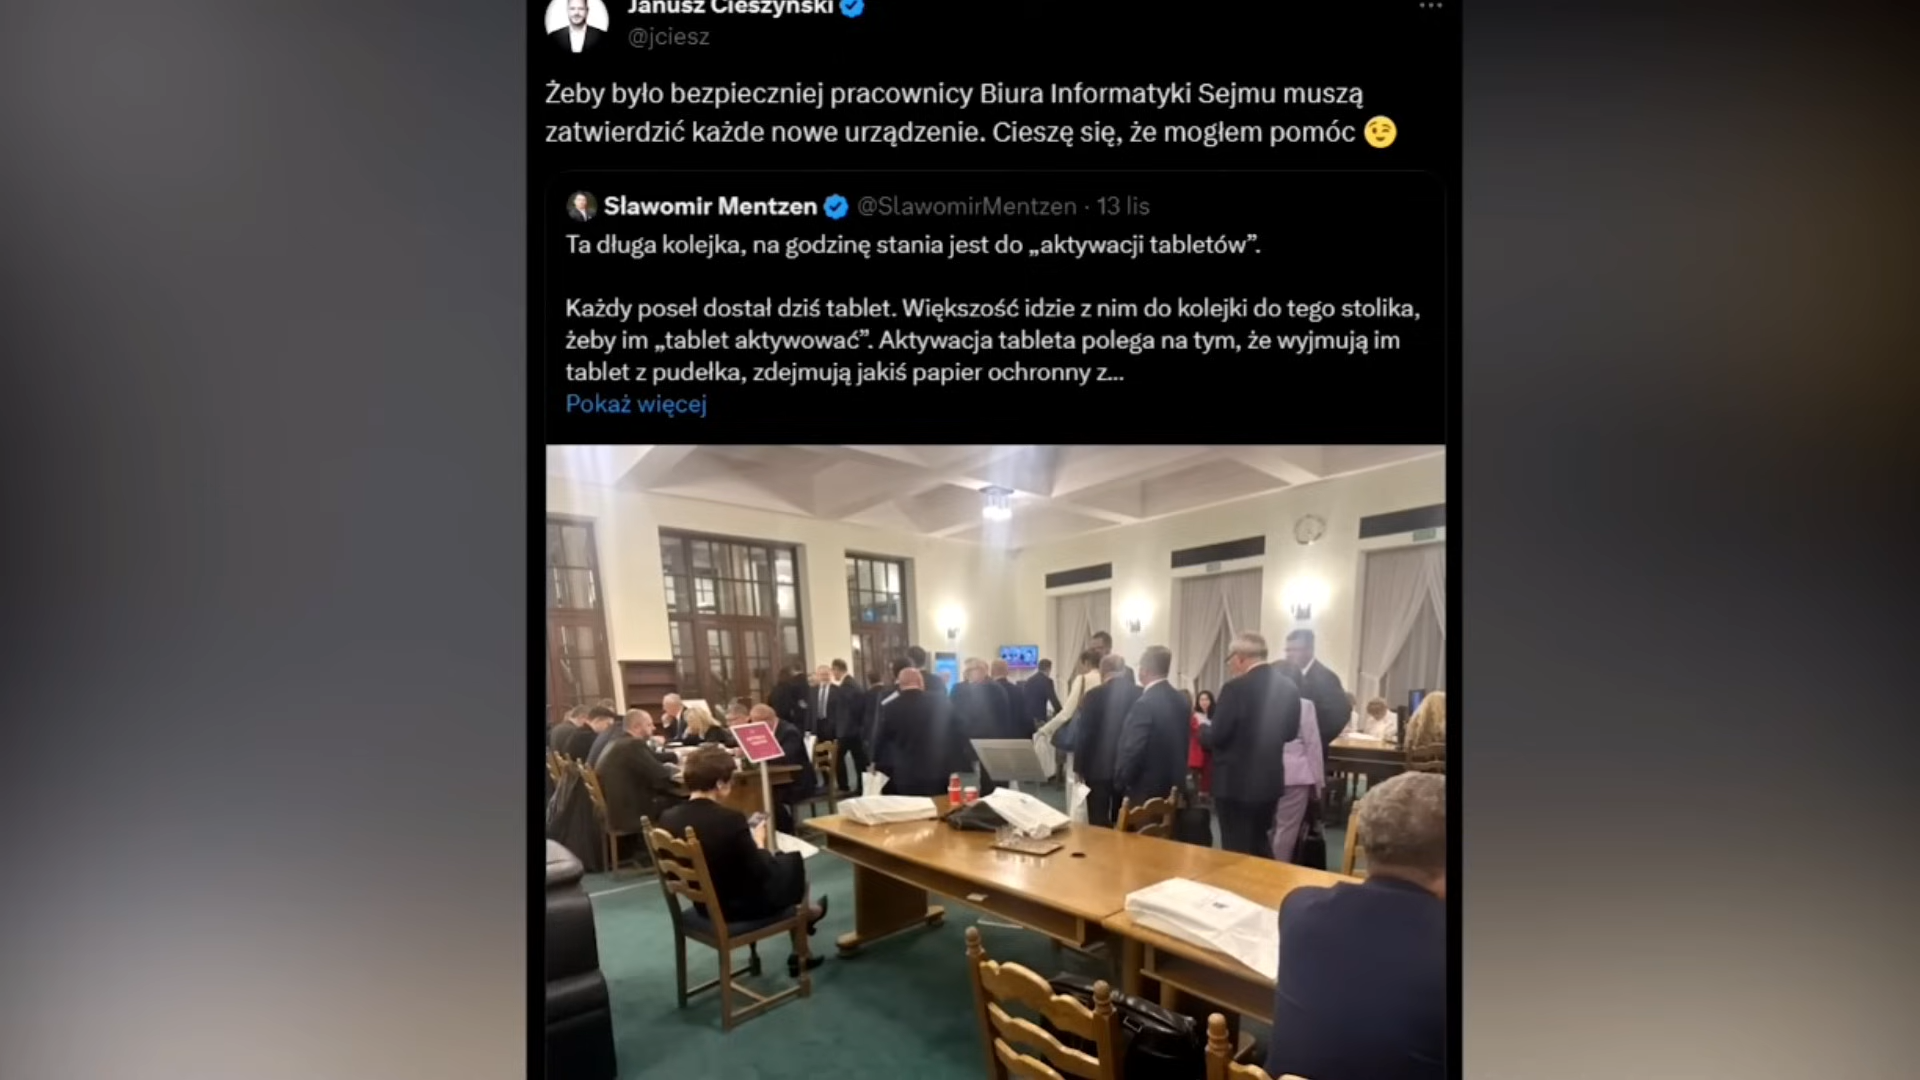 Janusz Cieszyński
@jciesz
Żeby było bezpieczniej pracownicy Biura Informatyki Sejmu muszą
zatwierdzić każde nowe urządzenie. Cieszę się, że mogłem pomóc 😉
Sławomir Mentzen @SlawomirMentzen · 13 lis
Ta długa kolejka, na godzinę stania jest do „aktywacji tabletów”.
Każdy poseł dostał dziś tablet. Większość idzie z nim do kolejki do tego stolika,
żeby im „tablet aktywować”. Aktywacja tableta polega na tym, że wyjmują im
tablet z pudełka, zdejmują jakiś papier ochronny z...
Pokaż więcej